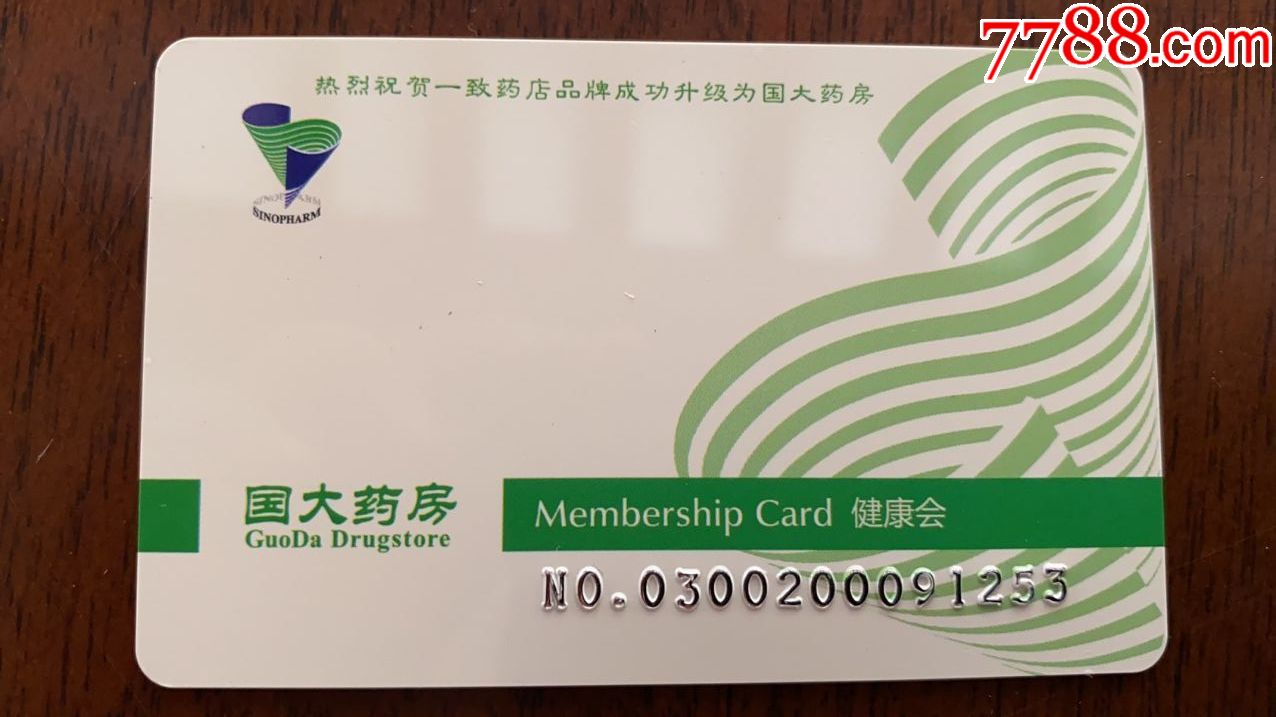 7788.com
热烈祝贺一致药店品牌成功升级为国大药房
SINOPHARM
国大药房
GuoDa Drugstore
Membership Card 健康会
NO.0300200091253